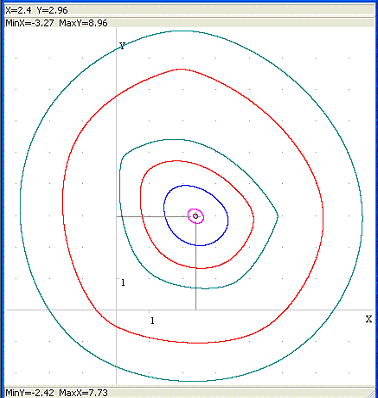 X=2.4 Y=2.96
MinX=-3.27 MaxY=8.96
Y
1
1
X
MinY=-2.42 MaxX=7.73